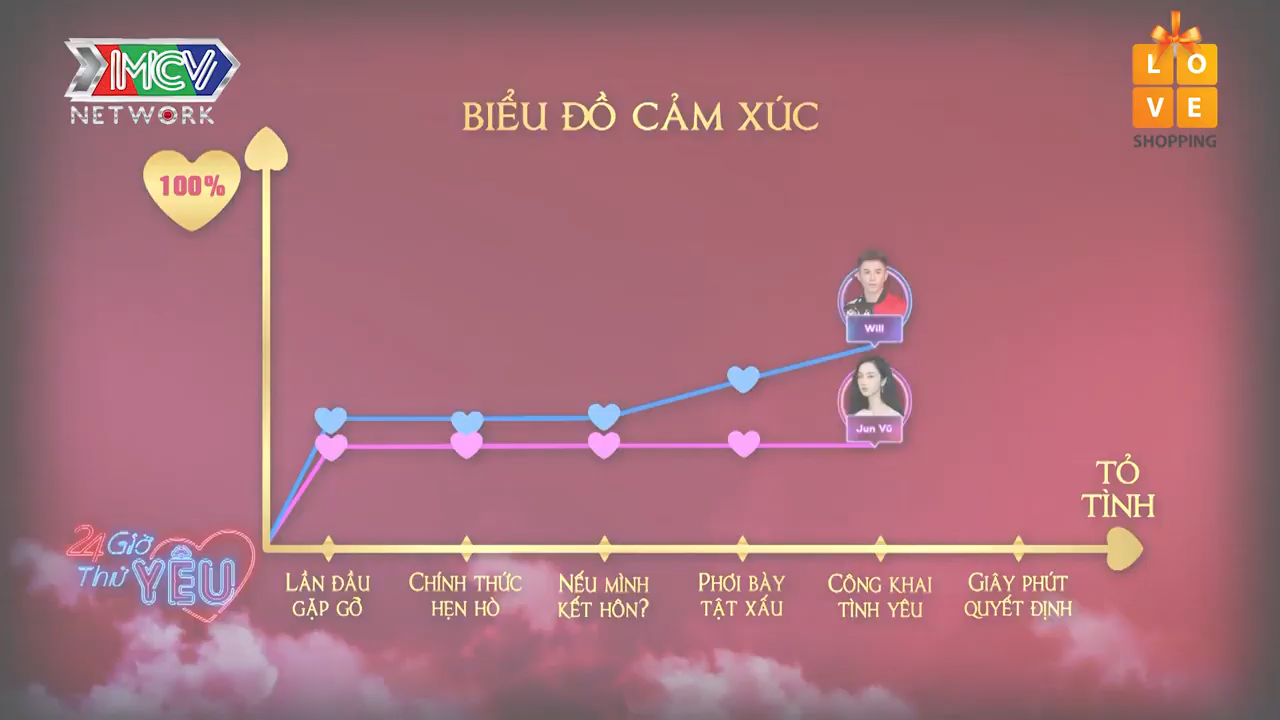 MCV
NETWORK
BIỂU ĐỒ CẢM XÚC
L O
V E
SHOPPING
100%
Will
Jun Vũ
TỎ
TÌNH
24 Giờ
Thử YÊU
LẦN ĐẦU
GẶP GỠ
CHÍNH THỨC
HẸN HÒ
NẾU MÌNH
KẾT HÔN?
PHƠI BÀY
TẬT XẤU
CÔNG KHAI
TÌNH YÊU
GIÂY PHÚT
QUYẾT ĐỊNH